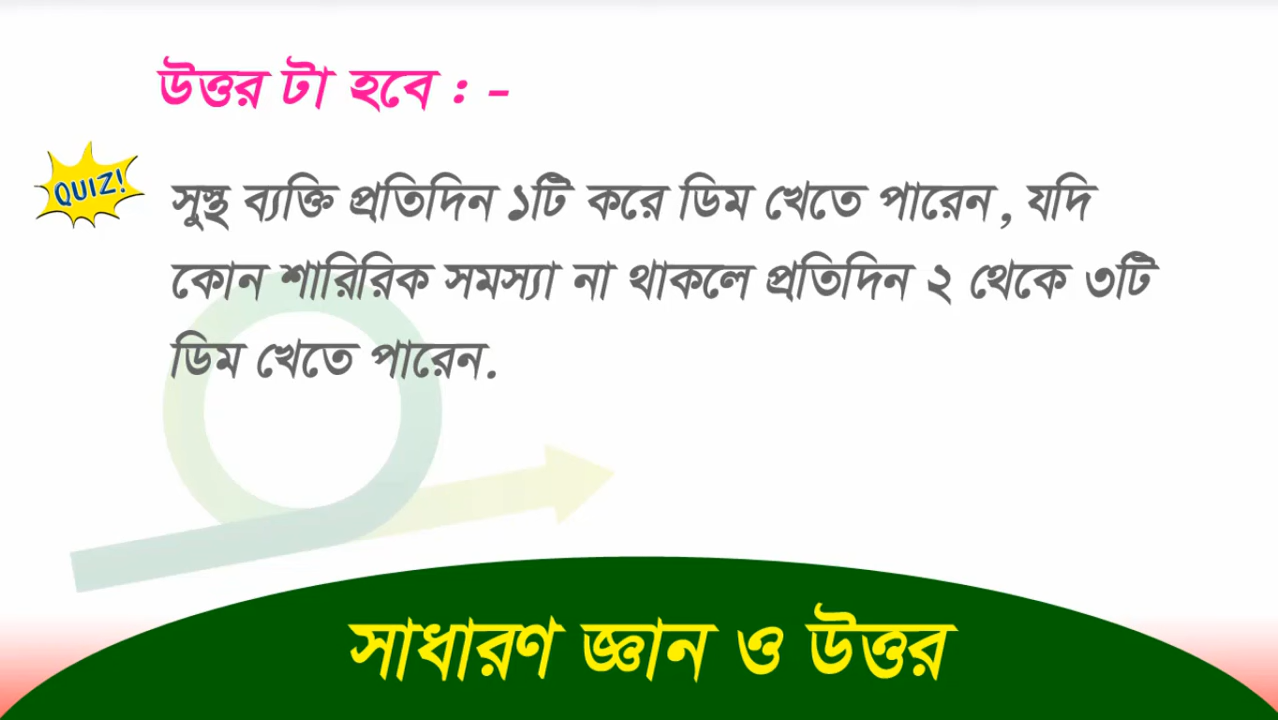 উত্তর টা হবে : -
QUIZ!
সুস্থ ব্যক্তি প্রতিদিন ১টি করে ডিম খেতে পারেন, যদি
কোন শারিরিক সমস্যা না থাকলে প্রতিদিন ২ থেকে ৩টি
ডিম খেতে পারেন.
সাধারণ জ্ঞান ও উত্তর